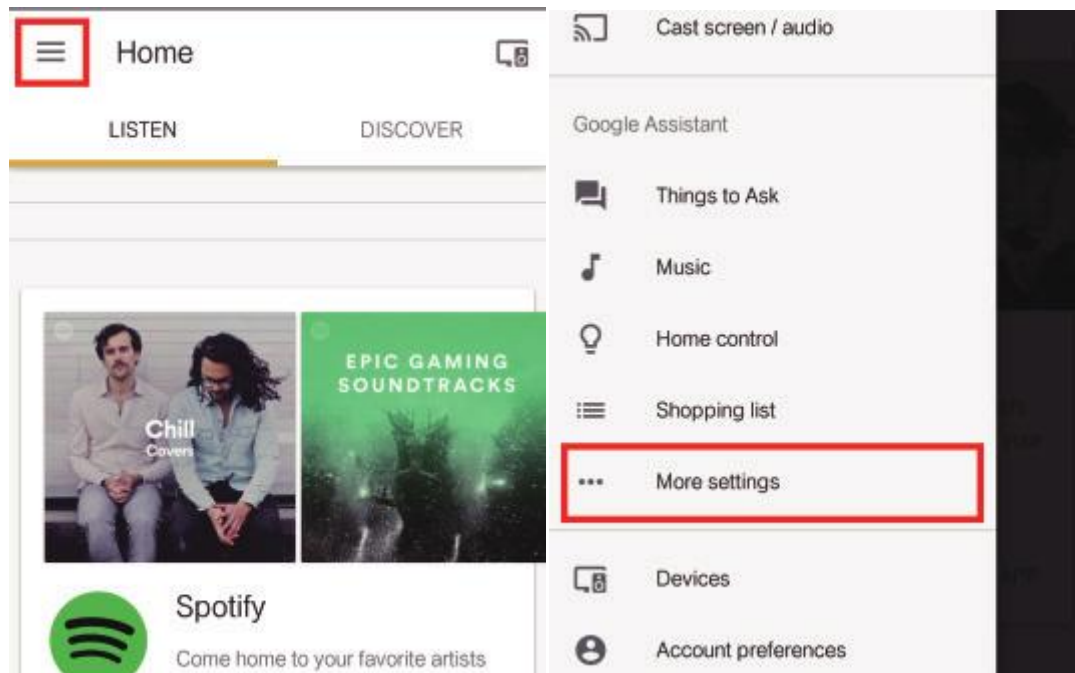 Home
LISTEN
DISCOVER
Chill
Covers
EPIC GAMING
SOUNDTRACKS
Spotify
Come home to your favorite artists
Cast screen / audio
Google Assistant
Things to Ask
Music
Home control
Shopping list
More settings
Devices
Account preferences